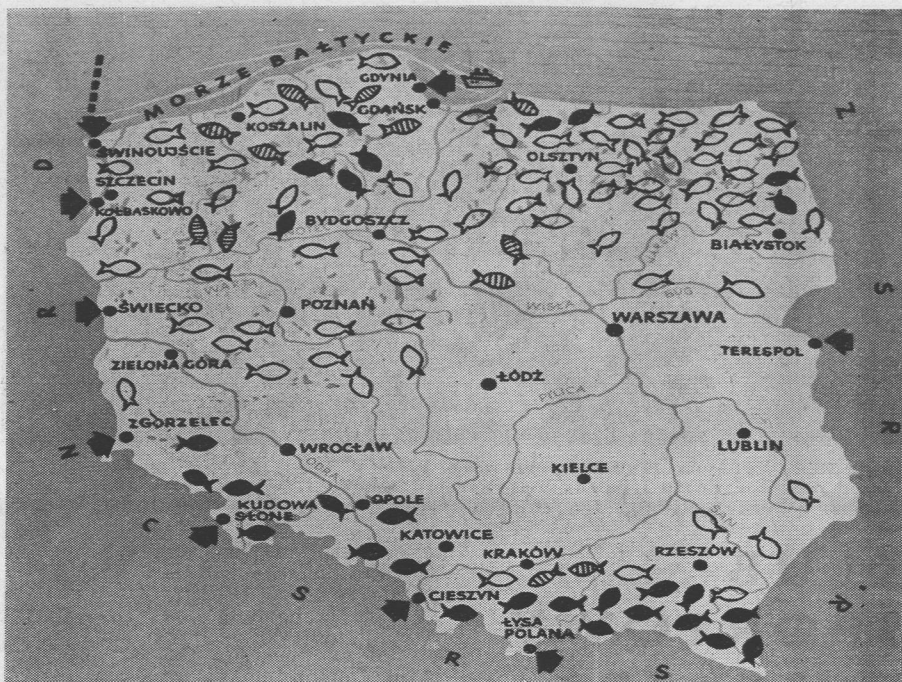 MORZE BAŁTYCKIE
GDYNIA
GDAŃSK
KOSZALIN
ŚWINOUJŚCIE
SZCZECIN
KOŁBASKOWO
OLSZTYN
BYDGOSZCZ
BIAŁYSTOK
NAREW
WARTA
ŚWIECKO
POZNAŃ
WISŁA
BUG
WARSZAWA
TERESPOL
ZIELONA GÓRA
ŁÓDŹ
PILICA
ZGORZELEC
WROCŁAW
ODRA
LUBLIN
KIELCE
KUDOWA
SŁONE
OPOLE
KATOWICE
KRAKÓW
SAN
RZESZÓW
CIESZYN
ŁYSA
POLANA
N R D
C S R S
Z S R R